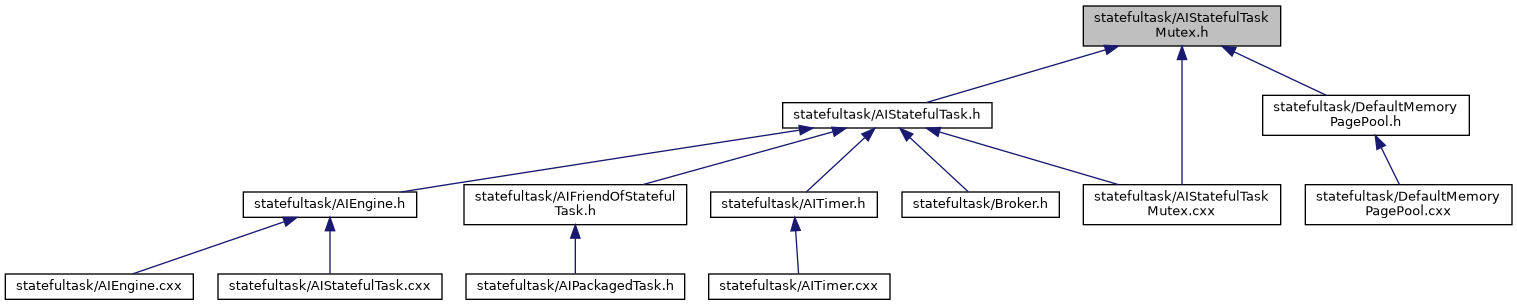 statefultask/AIStatefulTask
Mutex.h
statefultask/AIStatefulTask.h
statefultask/DefaultMemory
PagePool.h
statefultask/AIEngine.h
statefultask/AIFriendOfStateful
Task.h
statefultask/AITimer.h
statefultask/Broker.h
statefultask/AIStatefulTask
Mutex.cxx
statefultask/DefaultMemory
PagePool.cxx
statefultask/AIEngine.cxx
statefultask/AIStatefulTask.cxx
statefultask/AIPackagedTask.h
statefultask/AITimer.cxx